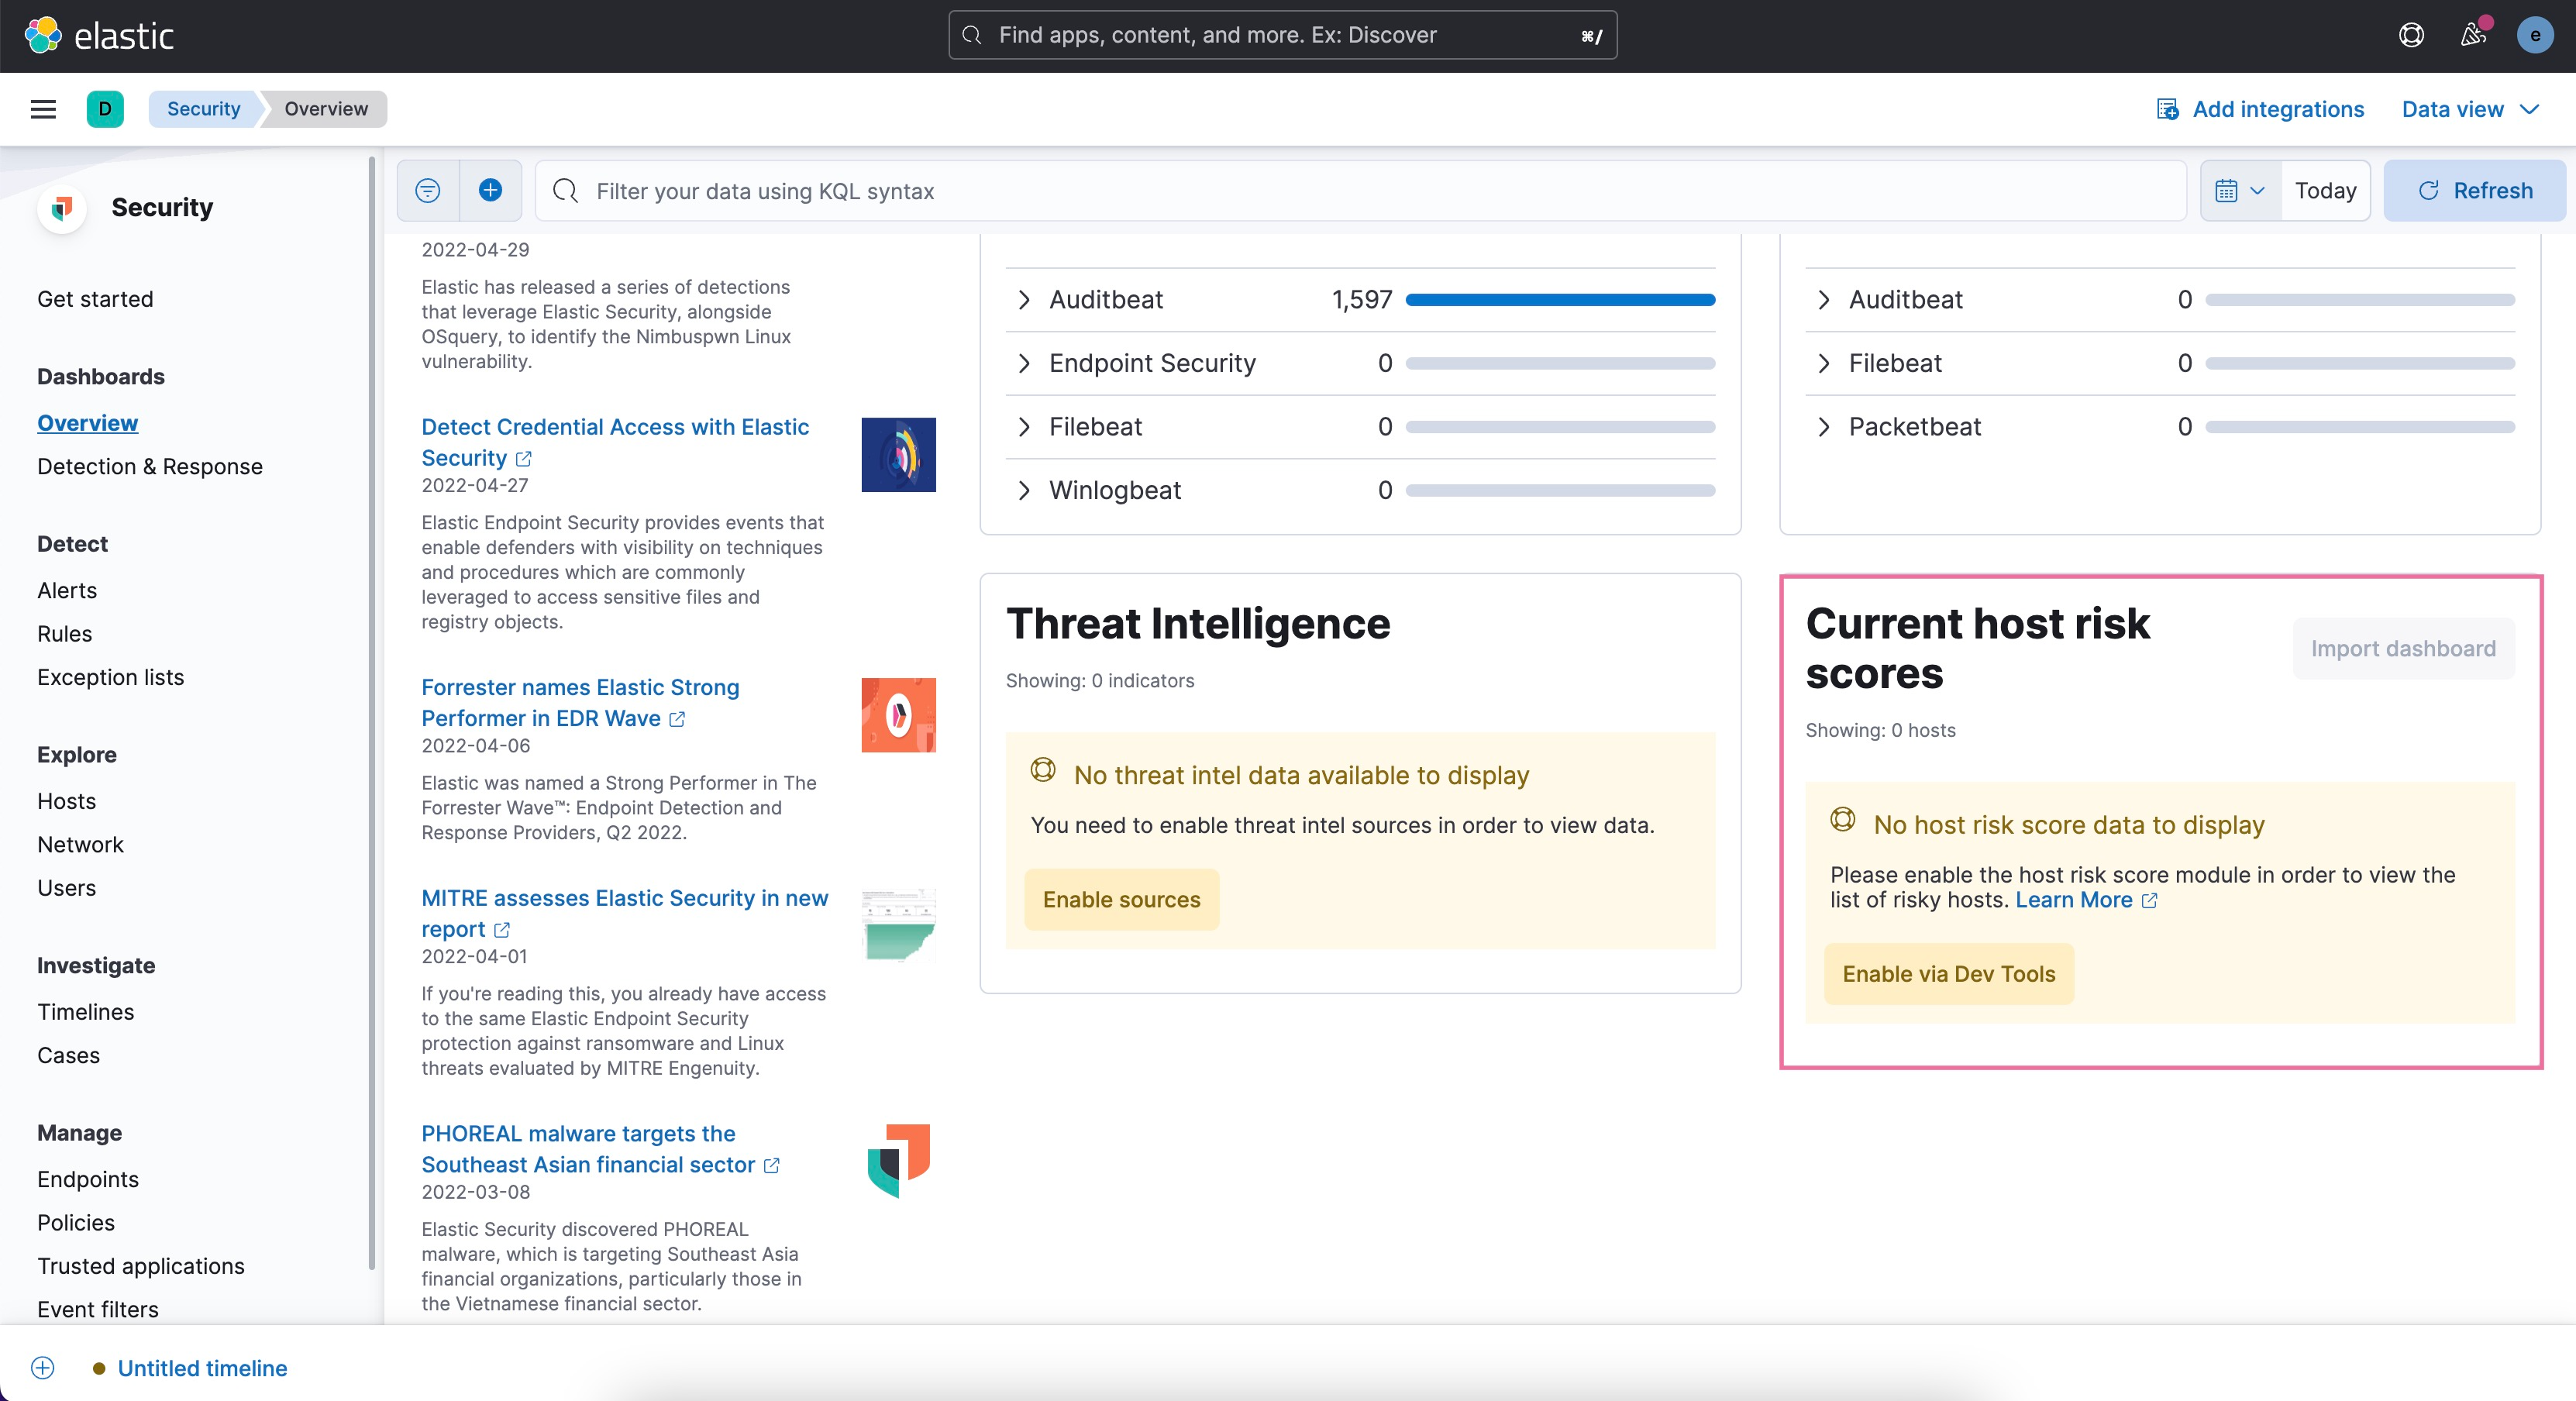 elastic
Find apps, content, and more. Ex: Discover
⌘/
e
D
Security
Overview
Add integrations
Data view
Security
Get started
Dashboards
Overview
Detection & Response
Detect
Alerts
Rules
Exception lists
Explore
Hosts
Network
Users
Investigate
Timelines
Cases
Manage
Endpoints
Policies
Trusted applications
Event filters
Filter your data using KQL syntax
Today
Refresh
2022-04-29
Elastic has released a series of detections
that leverage Elastic Security, alongside
OSquery, to identify the Nimbuspwn Linux
vulnerability.
Detect Credential Access with Elastic
Security
2022-04-27
Elastic Endpoint Security provides events that
enable defenders with visibility on techniques
and procedures which are commonly
leveraged to access sensitive files and
registry objects.
Forrester names Elastic Strong
Performer in EDR Wave
2022-04-06
Elastic was named a Strong Performer in The
Forrester Wave™: Endpoint Detection and
Response Providers, Q2 2022.
MITRE assesses Elastic Security in new
report
2022-04-01
If you're reading this, you already have access
to the same Elastic Endpoint Security
protection against ransomware and Linux
threats evaluated by MITRE Engenuity.
PHOREAL malware targets the
Southeast Asian financial sector
2022-03-08
Elastic Security discovered PHOREAL
malware, which is targeting Southeast Asia
financial organizations, particularly those in
the Vietnamese financial sector.
Auditbeat 1,597
Endpoint Security 0
Filebeat 0
Winlogbeat 0
Auditbeat 0
Filebeat 0
Packetbeat 0
Threat Intelligence
Showing: 0 indicators
No threat intel data available to display
You need to enable threat intel sources in order to view data.
Enable sources
Current host risk
scores
Import dashboard
Showing: 0 hosts
No host risk score data to display
Please enable the host risk score module in order to view the
list of risky hosts. Learn More
Enable via Dev Tools
Untitled timeline